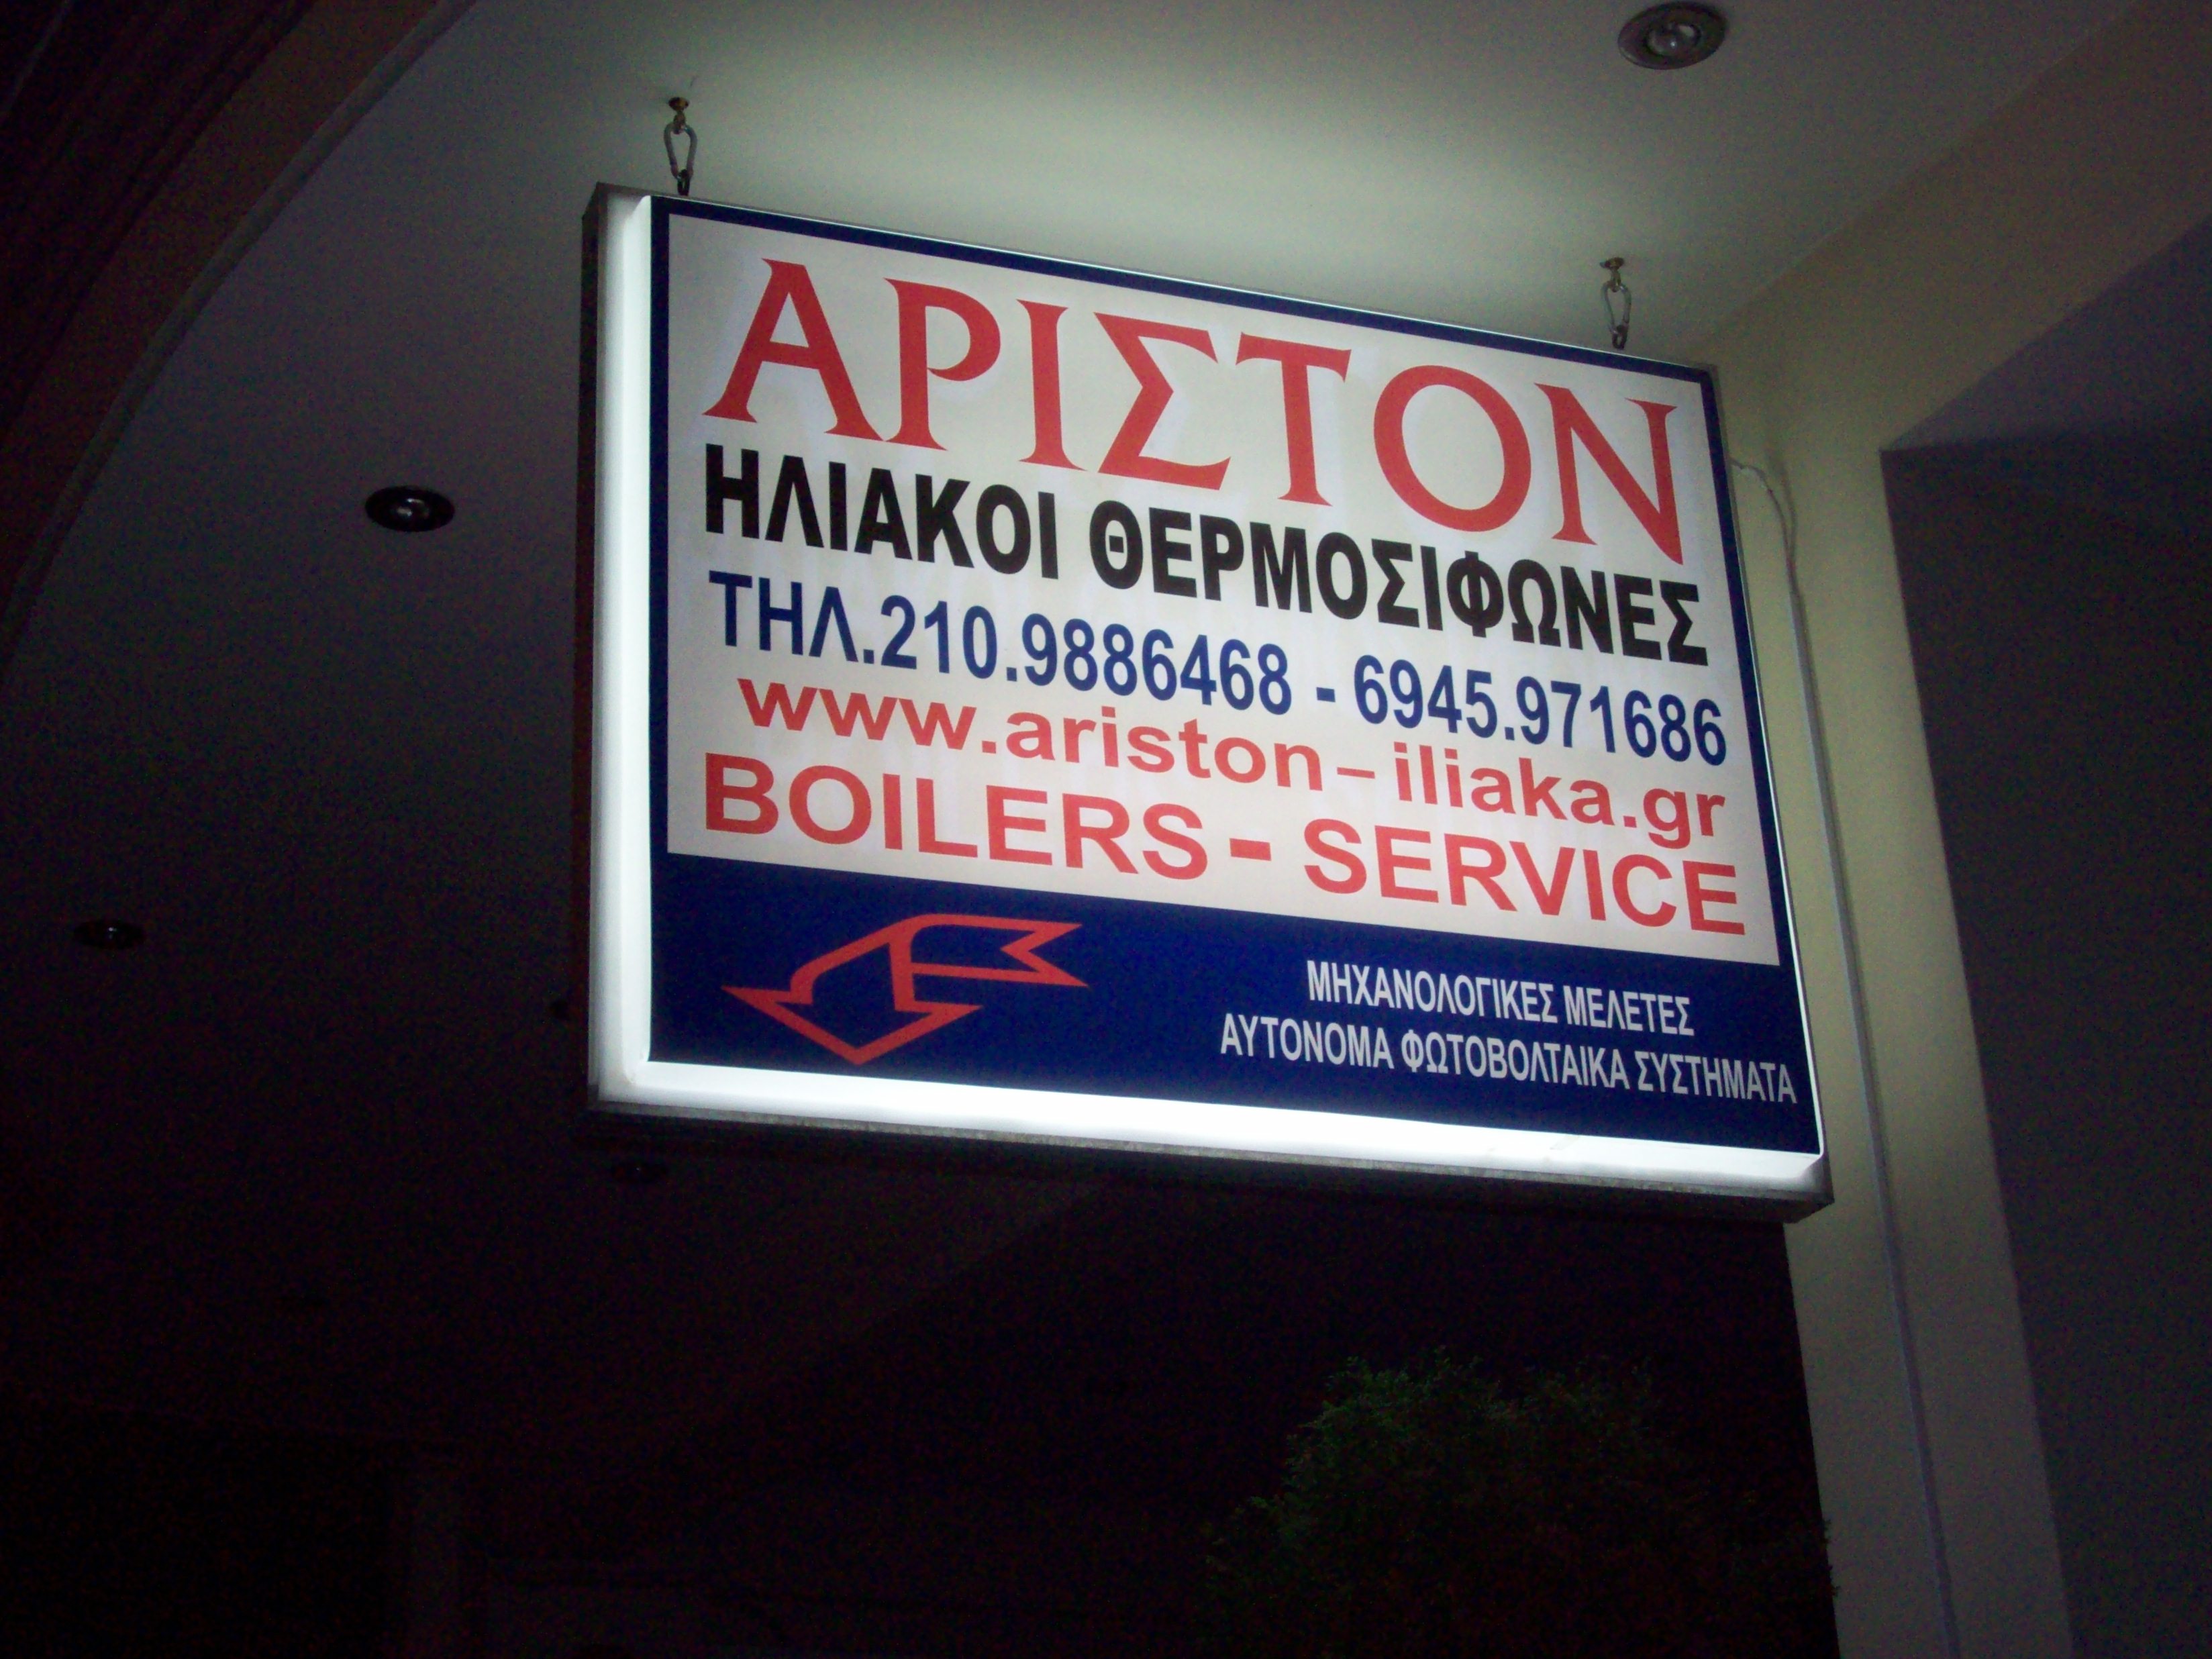 ΑΡΙΣΤΟΝ
ΗΛΙΑΚΟΙ ΘΕΡΜΟΣΙΦΩΝΕΣ
ΤΗΛ.210.9886468 - 6945.971686
www.ariston-iliaka.gr
BOILERS - SERVICE
ΜΗΧΑΝΟΛΟΓΙΚΕΣ ΜΕΛΕΤΕΣ
ΑΥΤΟΝΟΜΑ ΦΩΤΟΒΟΛΤΑΙΚΑ ΣΥΣΤΗΜΑΤΑ